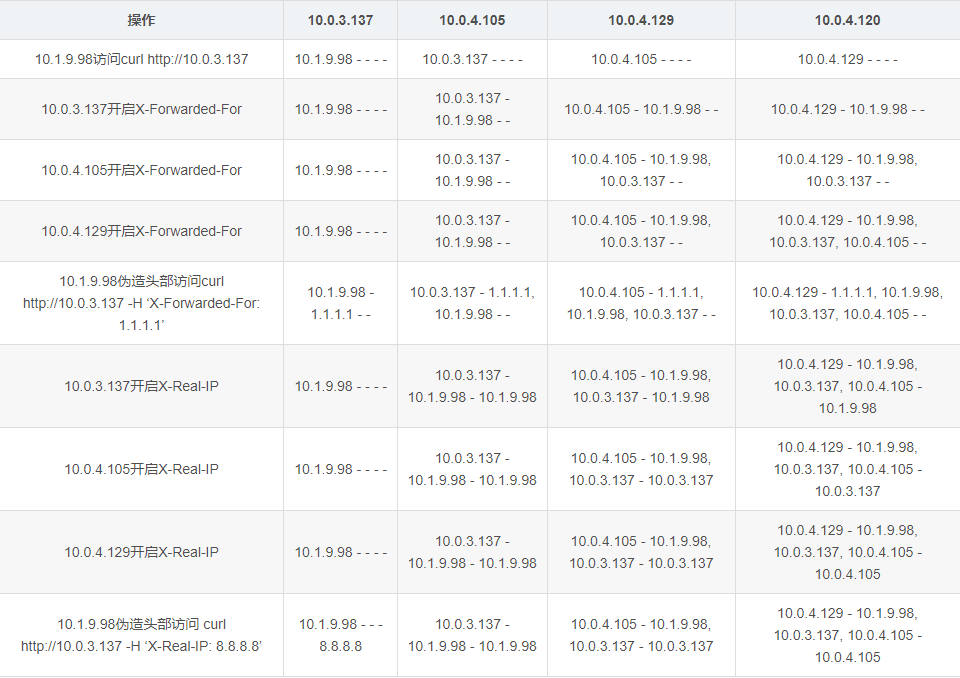 操作 10.0.3.137 10.0.4.105 10.0.4.129 10.0.4.120
10.1.9.98访问curl http://10.0.3.137 10.1.9.98 - - - - 10.0.3.137 - - - - 10.0.4.105 - - - - 10.0.4.129 - - - -
10.0.3.137开启X-Forwarded-For 10.1.9.98 - - - - 10.0.3.137 -
10.1.9.98 - - 10.0.4.105 - 10.1.9.98 - - 10.0.4.129 - 10.1.9.98 - -
10.0.4.105开启X-Forwarded-For 10.1.9.98 - - - - 10.0.3.137 -
10.1.9.98 - - 10.0.4.105 - 10.1.9.98,
10.0.3.137 - - 10.0.4.129 - 10.1.9.98,
10.0.3.137 - -
10.0.4.129开启X-Forwarded-For 10.1.9.98 - - - - 10.0.3.137 -
10.1.9.98 - - 10.0.4.105 - 10.1.9.98,
10.0.3.137 - - 10.0.4.129 - 10.1.9.98,
10.0.3.137, 10.0.4.105 - -
10.1.9.98伪造头部访问curl
http://10.0.3.137 -H ‘X-Forwarded-For:
1.1.1.1’ 10.1.9.98 -
1.1.1.1 - - 10.0.3.137 - 1.1.1.1,
10.1.9.98 - - 10.0.4.105 - 1.1.1.1,
10.1.9.98, 10.0.3.137 - - 10.0.4.129 - 1.1.1.1, 10.1.9.98,
10.0.3.137, 10.0.4.105 - -
10.0.3.137开启X-Real-IP 10.1.9.98 - - - - 10.0.3.137 -
10.1.9.98 - 10.1.9.98 10.0.4.105 - 10.1.9.98,
10.0.3.137 - 10.1.9.98 10.0.4.129 - 10.1.9.98,
10.0.3.137, 10.0.4.105 -
10.1.9.98
10.0.4.105开启X-Real-IP 10.1.9.98 - - - - 10.0.3.137 -
10.1.9.98 - 10.1.9.98 10.0.4.105 - 10.1.9.98,
10.0.3.137 - 10.0.3.137 10.0.4.129 - 10.1.9.98,
10.0.3.137, 10.0.4.105 -
10.0.3.137
10.0.4.129开启X-Real-IP 10.1.9.98 - - - - 10.0.3.137 -
10.1.9.98 - 10.1.9.98 10.0.4.105 - 10.1.9.98,
10.0.3.137 - 10.0.3.137 10.0.4.129 - 10.1.9.98,
10.0.3.137, 10.0.4.105 -
10.0.4.105
10.1.9.98伪造头部访问 curl
http://10.0.3.137 -H ‘X-Real-IP: 8.8.8.8’ 10.1.9.98 - - -
8.8.8.8 10.0.3.137 -
10.1.9.98 - 10.1.9.98 10.0.4.105 - 10.1.9.98,
10.0.3.137 - 10.0.3.137 10.0.4.129 - 10.1.9.98,
10.0.3.137, 10.0.4.105 -
10.0.4.105